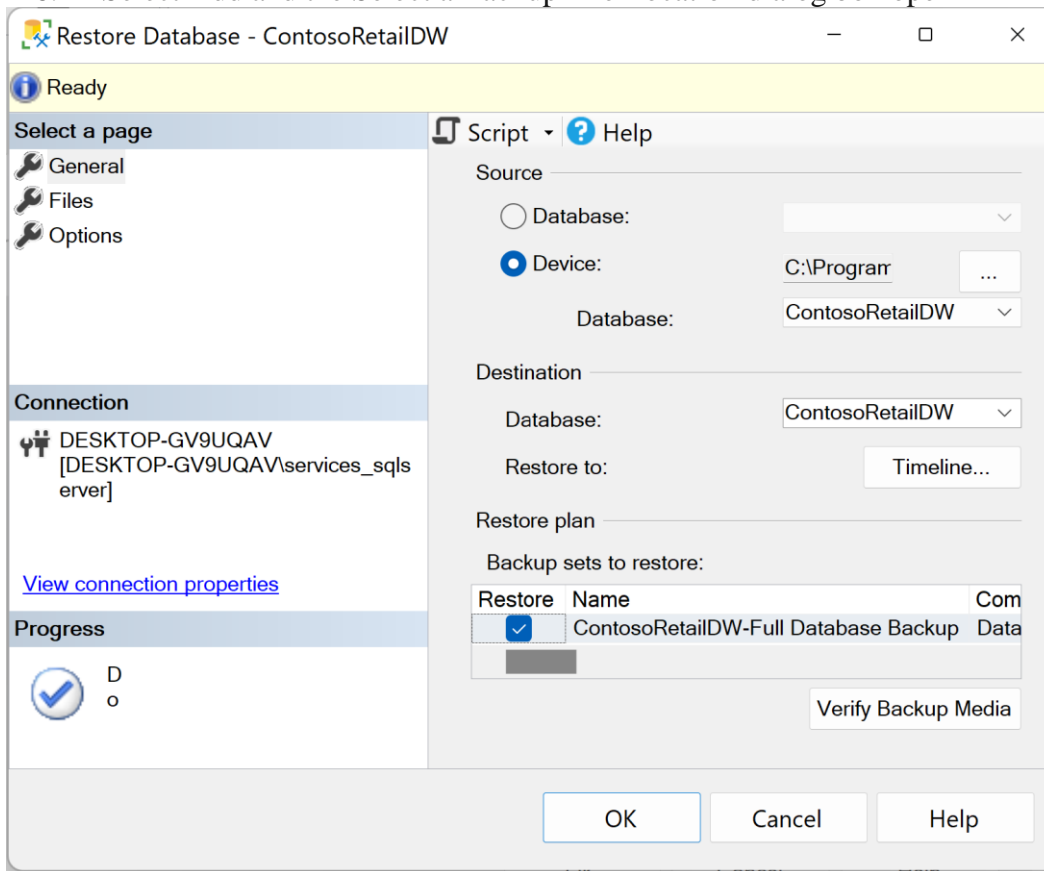 Restore Database - ContosoRetailDW
Ready
Select a page
General
Files
Options
Connection
DESKTOP-GV9UQAV
[DESKTOP-GV9UQAV\services_sqls
erver]
View connection properties
Progress
D
o
Script
Help
Source
Database:
Device:
C:\Program
...
Database:
ContosoRetailDW
Destination
Database:
ContosoRetailDW
Restore to:
Timeline...
Restore plan
Backup sets to restore:
Restore Name Com
ContosoRetailDW-Full Database Backup Data
Verify Backup Media
OK Cancel Help